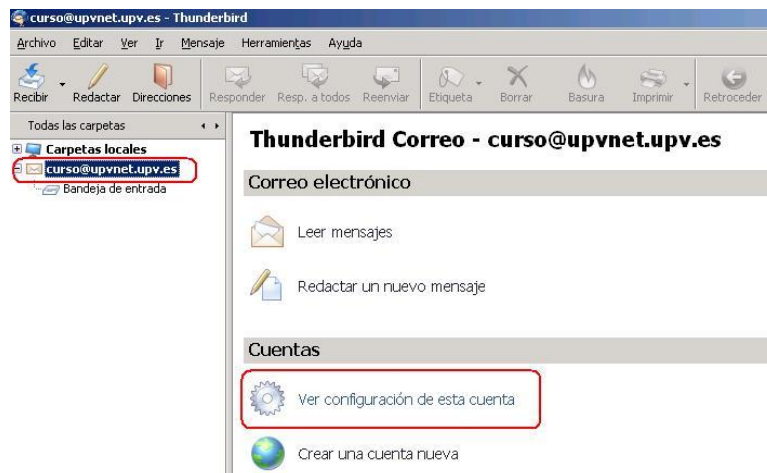 curso@upvnet.upv.es - Thunderbird
Archivo Editar Ver Ir Mensaje Herramientas Ayuda
Recibir Redactar Direcciones Responder Resp. a todos Reenviar Etiqueta Borrar Basura Imprimir Retroceder
Todas las carpetas
Carpetas locales
curso@upvnet.upv.es
Bandeja de entrada
Thunderbird Correo - curso@upvnet.upv.es
Correo electrónico
Leer mensajes
Redactar un nuevo mensaje
Cuentas
Ver configuración de esta cuenta
Crear una cuenta nueva